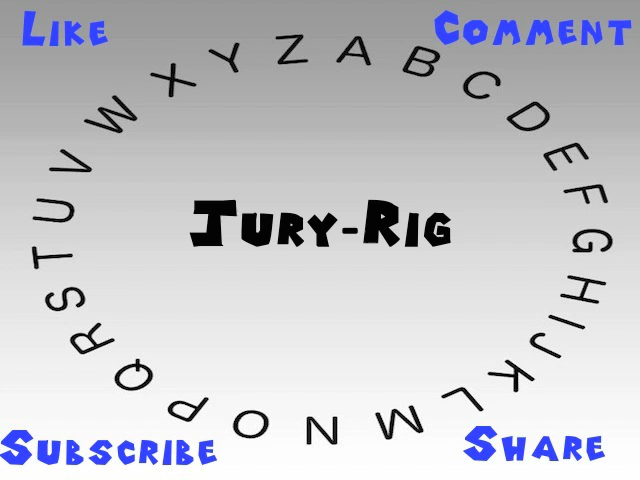 Like
Comment
A B C D E F G H I J K L M N O P Q R S T U V W X Y Z
Jury-Rig
Subscribe
Share